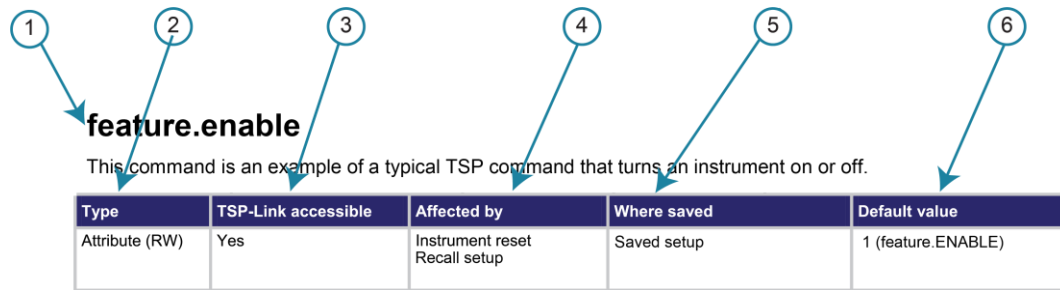 1 2 3 4 5 6
feature.enable
This command is an example of a typical TSP command that turns an instrument on or off.
Type TSP-Link accessible Affected by Where saved Default value
Attribute (RW) Yes Instrument reset Saved setup 1 (feature.ENABLE)
Recall setup